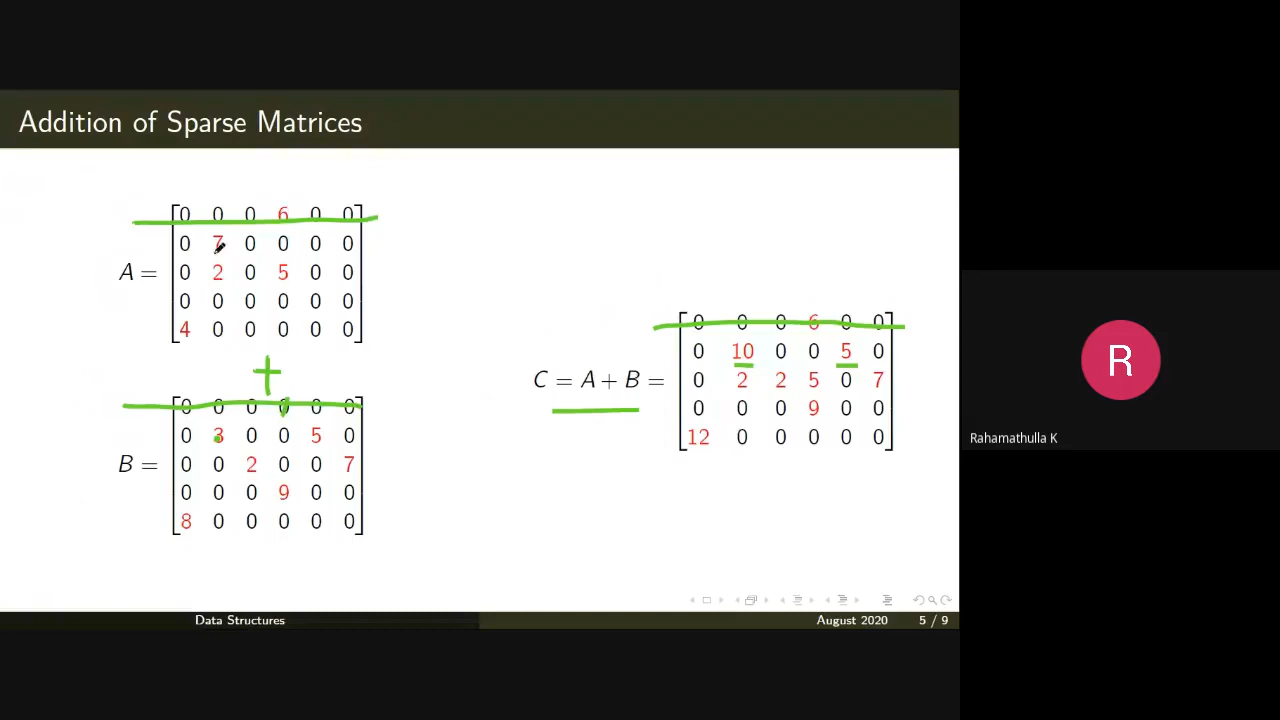 Addition of Sparse Matrices
0 0 0 6 0 0
0 7 0 0 0 0
A = 0 2 0 5 0 0
0 0 0 0 0 0
4 0 0 0 0 0
+
0 0 0 0 0 0
0 3 0 0 5 0
B = 0 0 2 0 0 7
0 0 0 9 0 0
8 0 0 0 0 0
0 0 0 6 0 0
0 10 0 0 5 0
C = A + B = 0 2 2 5 0 7
0 0 0 9 0 0
12 0 0 0 0 0
Data Structures
August 2020 5 / 9
R
Rahamathulla K